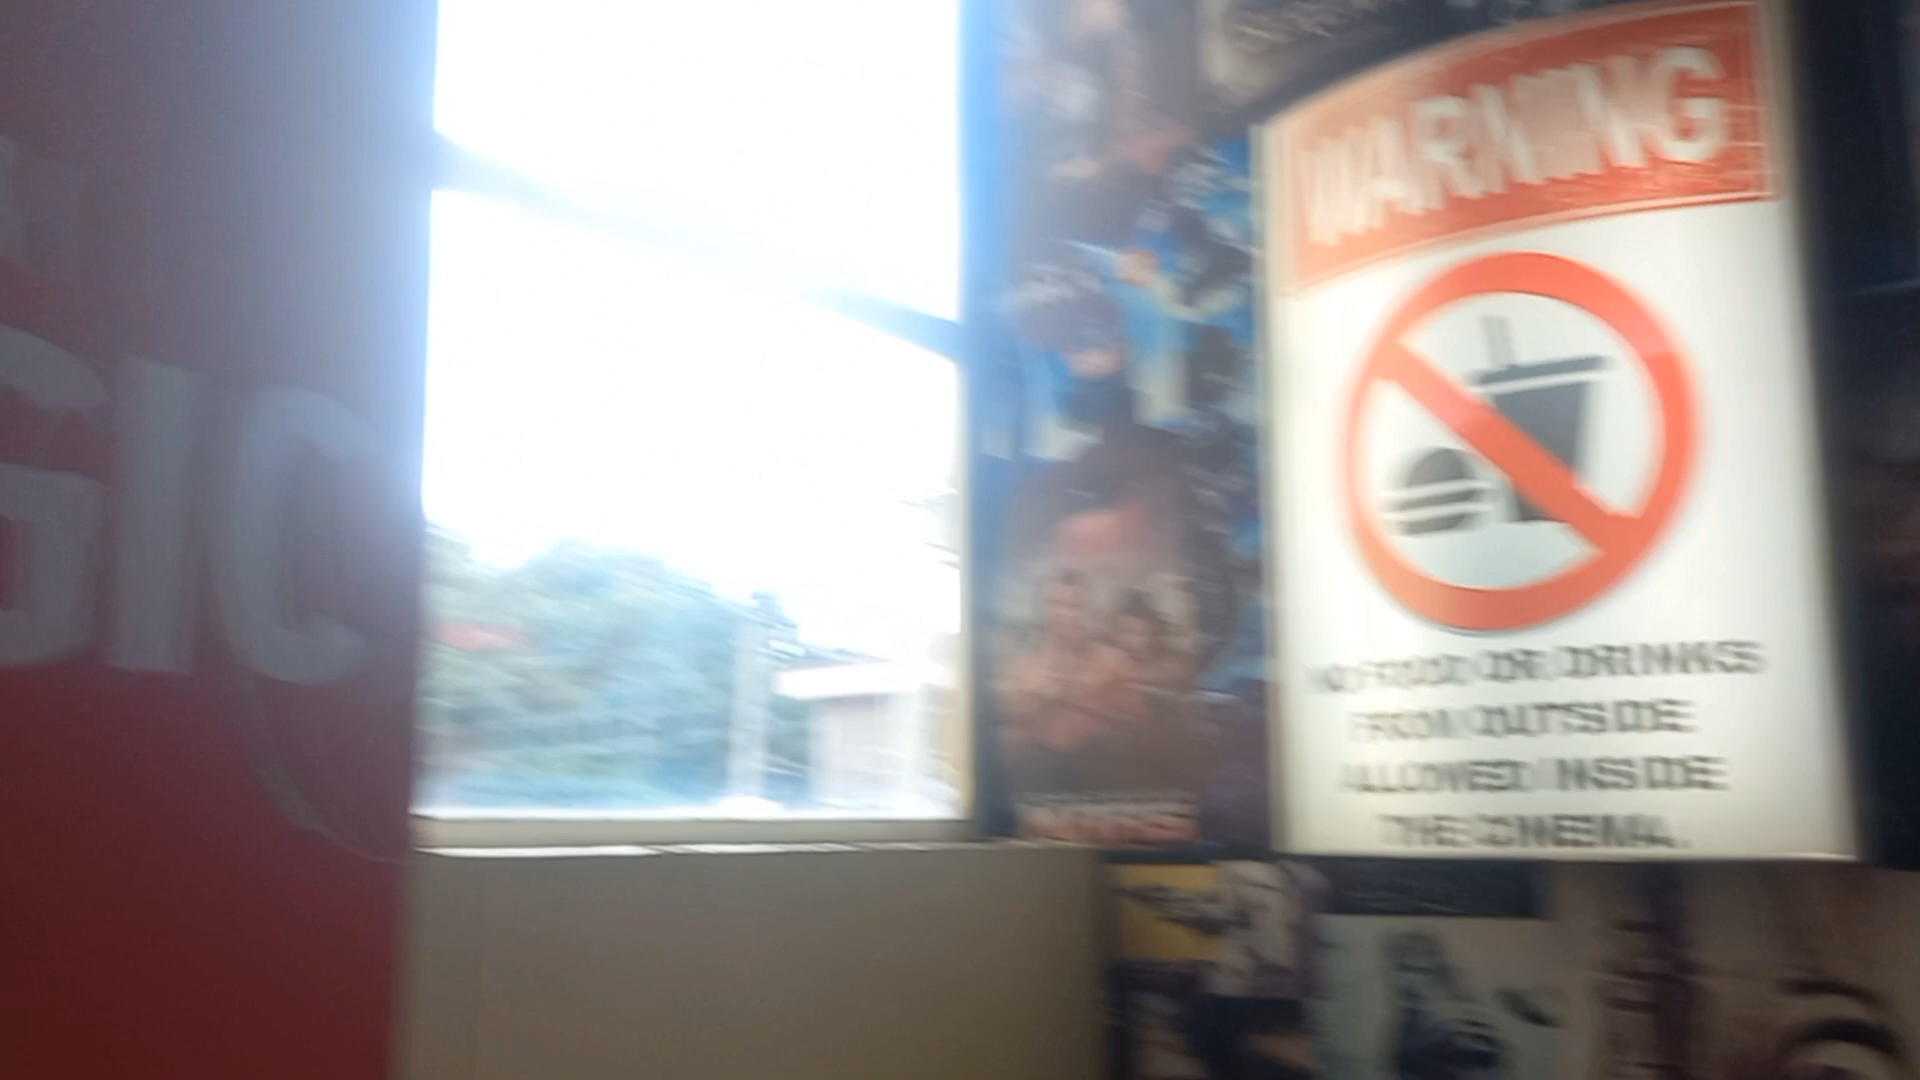 GIC
WARNING
NO FOOD OR DRINKS
FROM OUTSIDE
ALLOWED INSIDE
THE CINEMA.